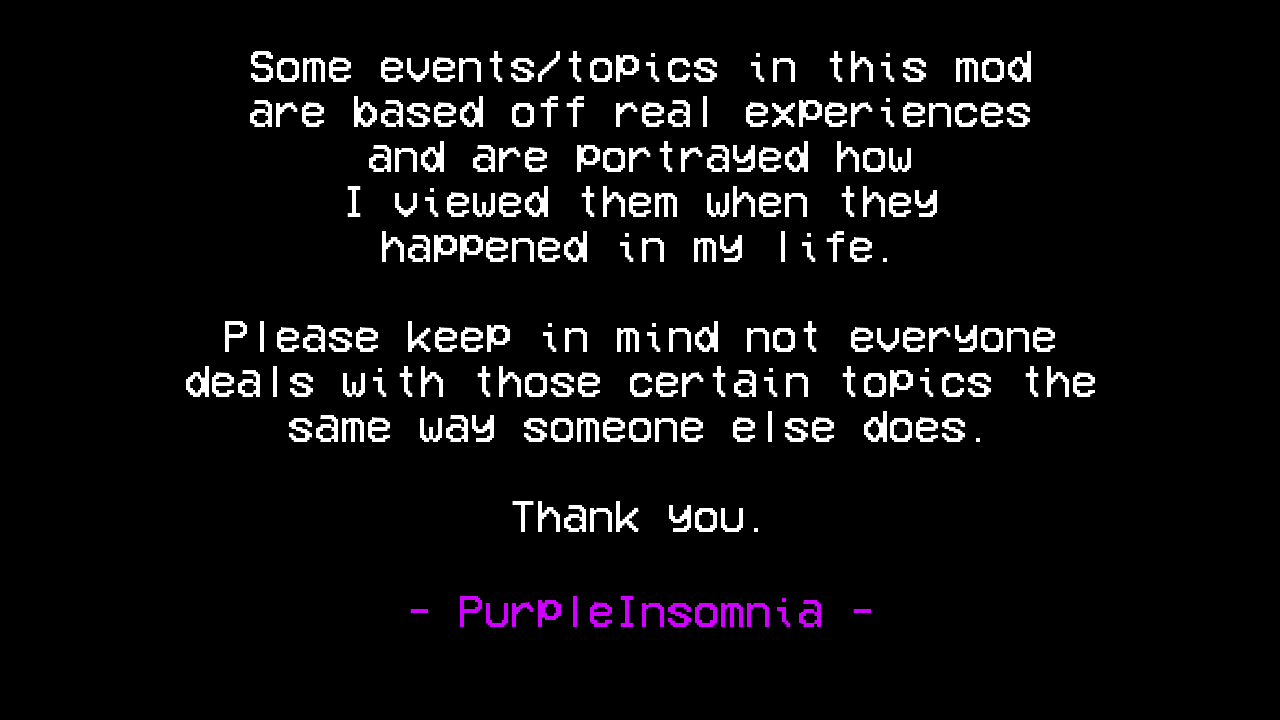 Some events/topics in this mod
are based off real experiences
and are portrayed how
I viewed them when they
happened in my life.
Please keep in mind not everyone
deals with those certain topics the
same way someone else does.
Thank you.
- PurpleInsomnia -